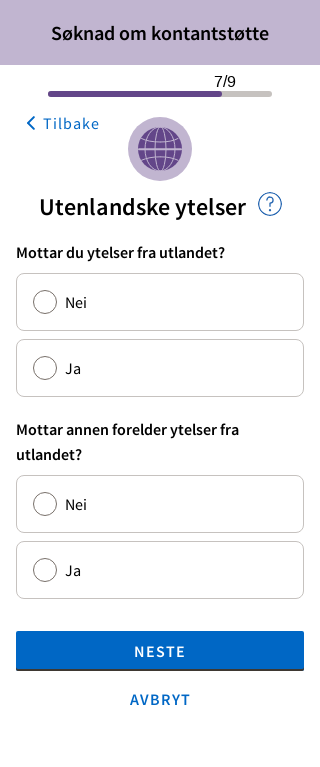 Søknad om kontantstøtte
7/9
Tilbake
Utenlandske ytelser
Mottar du ytelser fra utlandet?
Nei
Ja
Mottar annen forelder ytelser fra
utlandet?
Nei
Ja
NESTE
AVBRYT